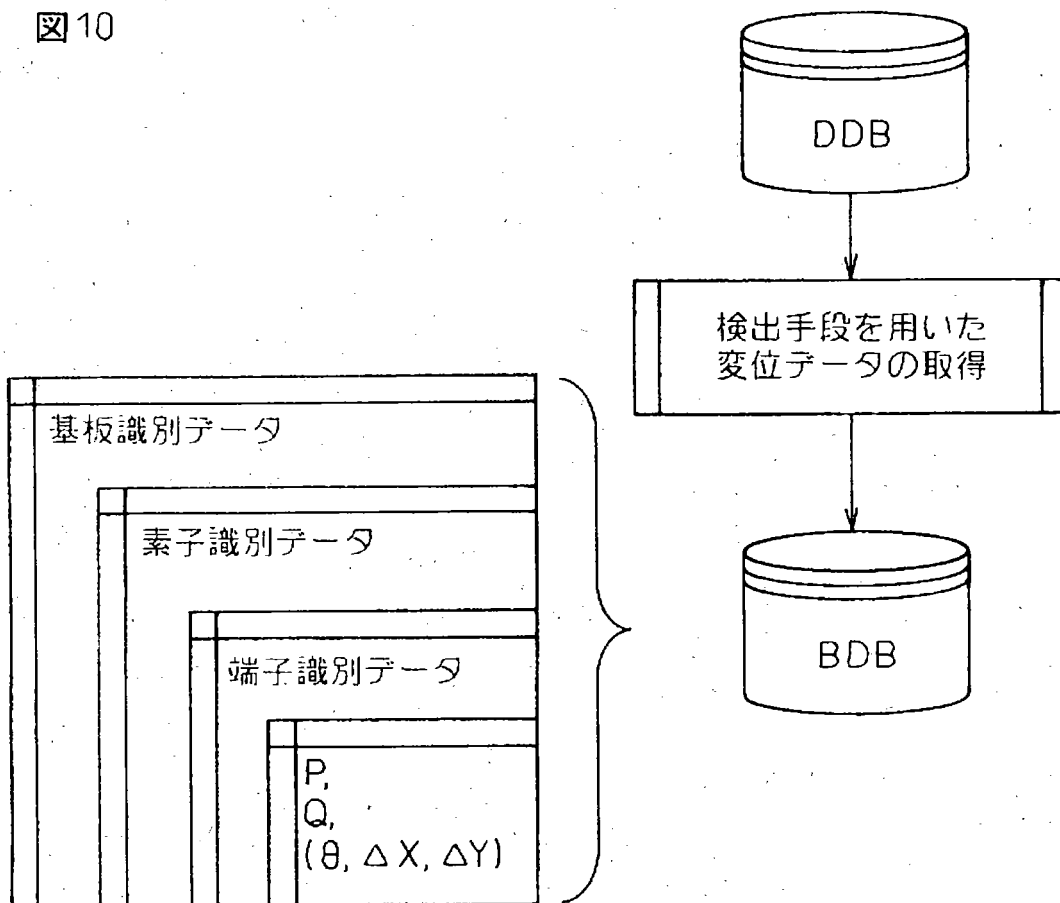 図10
DDB
検出手段を用いた
変位データの取得
BDB
基板識別データ
素子識別データ
端子識別データ
P,
Q,
(θ, △X, △Y)